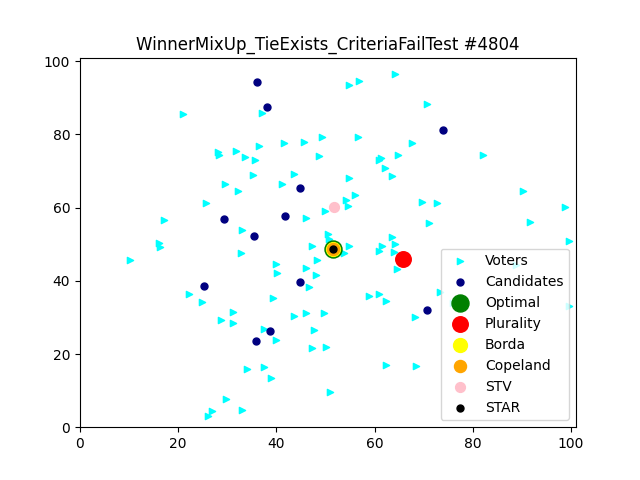 WinnerMixUp_TieExists_CriteriaFailTest #4804
100
80
60
40
20
0
0 20 40 60 80 100
Voters
Candidates
Optimal
Plurality
Borda
Copeland
STV
STAR